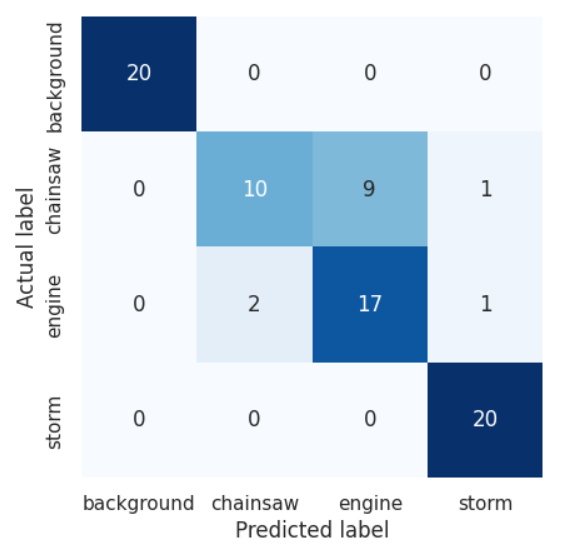 Actual label
background
20 0 0 0
chainsaw
0 10 9 1
engine
0 2 17 1
storm
0 0 0 20
background chainsaw engine storm
Predicted label